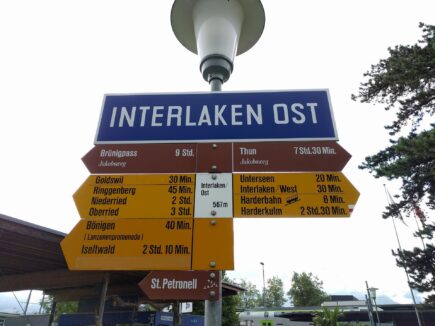 INTERLAKEN OST
Brünigpass 9 Std.
Jakobsweg
Thun 7 Std.30 Min.
Jakobsweg
Goldswil 30 Min.
Ringgenberg 45 Min.
Niederried 2 Std.
Oberried 3 Std.
Bönigen 40 Min.
(Lanzenenpromenade)
Iseltwald 2 Std. 10 Min.
Interlaken/
Ost
567m
Unterseen 20 Min.
Interlaken/West 30 Min.
Harderbahn 8 Min.
Harderkulm 2 Std.30 Min.
St. Petronell